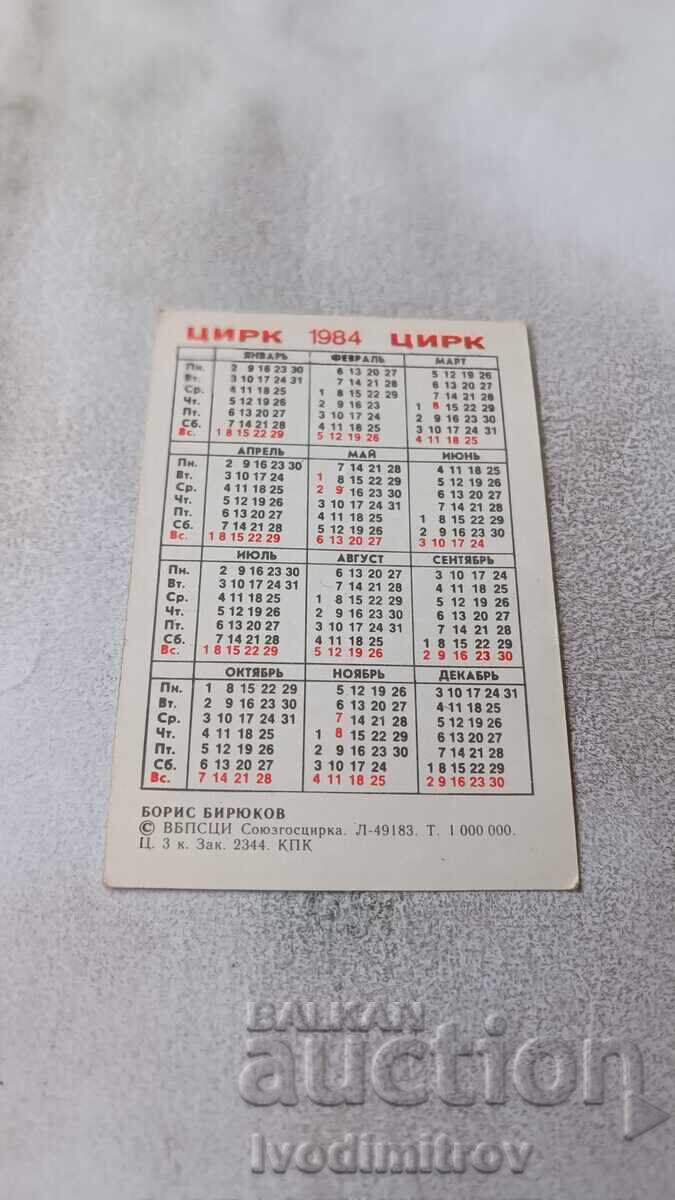 ЦИРК 1984 ЦИРК
ЯНВАРЬ ФЕВРАЛЬ МАРТ
Пн. 2 9 16 23 30 6 13 20 27 5 12 19 26
Вт. 3 10 17 24 31 7 14 21 28 6 13 20 27
Ср. 4 11 18 25 1 8 15 22 29 7 14 21 28
Чт. 5 12 19 26 2 9 16 23 1 8 15 22 29
Пт. 6 13 20 27 3 10 17 24 2 9 16 23 30
Сб. 7 14 21 28 4 11 18 25 3 10 17 24 31
Вс. 1 8 15 22 29 5 12 19 26 4 11 18 25
АПРЕЛЬ МАЙ ИЮНЬ
Пн. 2 9 16 23 30 7 14 21 28 4 11 18 25
Вт. 3 10 17 24 1 8 15 22 29 5 12 19 26
Ср. 4 11 18 25 2 9 16 23 30 6 13 20 27
Чт. 5 12 19 26 3 10 17 24 31 7 14 21 28
Пт. 6 13 20 27 4 11 18 25 1 8 15 22 29
Сб. 7 14 21 28 5 12 19 26 2 9 16 23 30
Вс. 1 8 15 22 29 6 13 20 27 3 10 17 24
ИЮЛЬ АВГУСТ СЕНТЯБРЬ
Пн. 2 9 16 23 30 6 13 20 27 3 10 17 24
Вт. 3 10 17 24 31 7 14 21 28 4 11 18 25
Ср. 4 11 18 25 1 8 15 22 29 5 12 19 26
Чт. 5 12 19 26 2 9 16 23 30 6 13 20 27
Пт. 6 13 20 27 3 10 17 24 31 7 14 21 28
Сб. 7 14 21 28 4 11 18 25 1 8 15 22 29
Вс. 1 8 15 22 29 5 12 19 26 2 9 16 23 30
ОКТЯБРЬ НОЯБРЬ ДЕКАБРЬ
Пн. 1 8 15 22 29 5 12 19 26 3 10 17 24 31
Вт. 2 9 16 23 30 6 13 20 27 4 11 18 25
Ср. 3 10 17 24 31 7 14 21 28 5 12 19 26
Чт. 4 11 18 25 1 8 15 22 29 6 13 20 27
Пт. 5 12 19 26 2 9 16 23 30 7 14 21 28
Сб. 6 13 20 27 3 10 17 24 1 8 15 22 29
Вс. 7 14 21 28 4 11 18 25 2 9 16 23 30
БОРИС БИРЮКОВ
© ВБПСЦИ Союзгосцирка. Л-49183. Т. 1 000 000.
Ц. 3 к. Зак. 2344. КПК
BALKAN
auction
Ivodimitrov